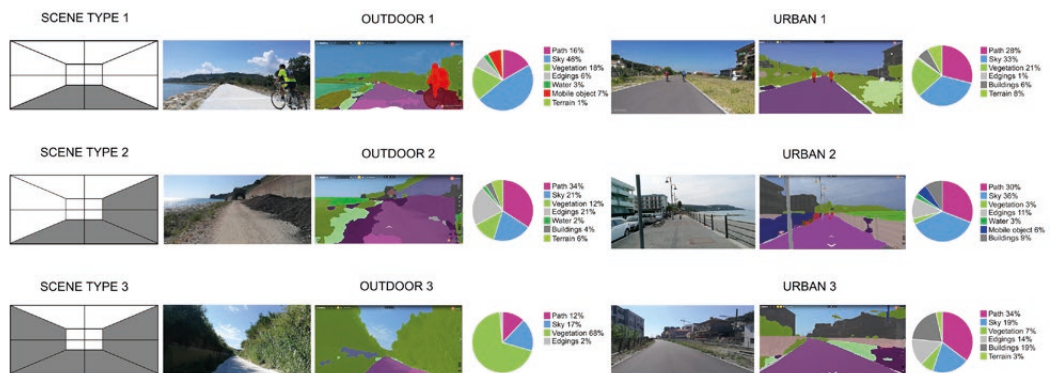 SCENE TYPE 1
OUTDOOR 1
URBAN 1
Path 16%
Sky 46%
Vegetation 18%
Edgings 6%
Water 3%
Mobile object 7%
Terrain 1%
Path 28%
Sky 33%
Vegetation 21%
Edgings 1%
Buildings 6%
Terrain 8%
SCENE TYPE 2
OUTDOOR 2
URBAN 2
Path 34%
Sky 21%
Vegetation 12%
Edgings 21%
Water 2%
Buildings 4%
Terrain 6%
Path 30%
Sky 36%
Vegetation 3%
Edgings 11%
Water 3%
Mobile object 6%
Buildings 9%
SCENE TYPE 3
OUTDOOR 3
URBAN 3
Path 12%
Sky 17%
Vegetation 68%
Edgings 2%
Path 34%
Sky 19%
Vegetation 7%
Edgings 14%
Buildings 19%
Terrain 3%